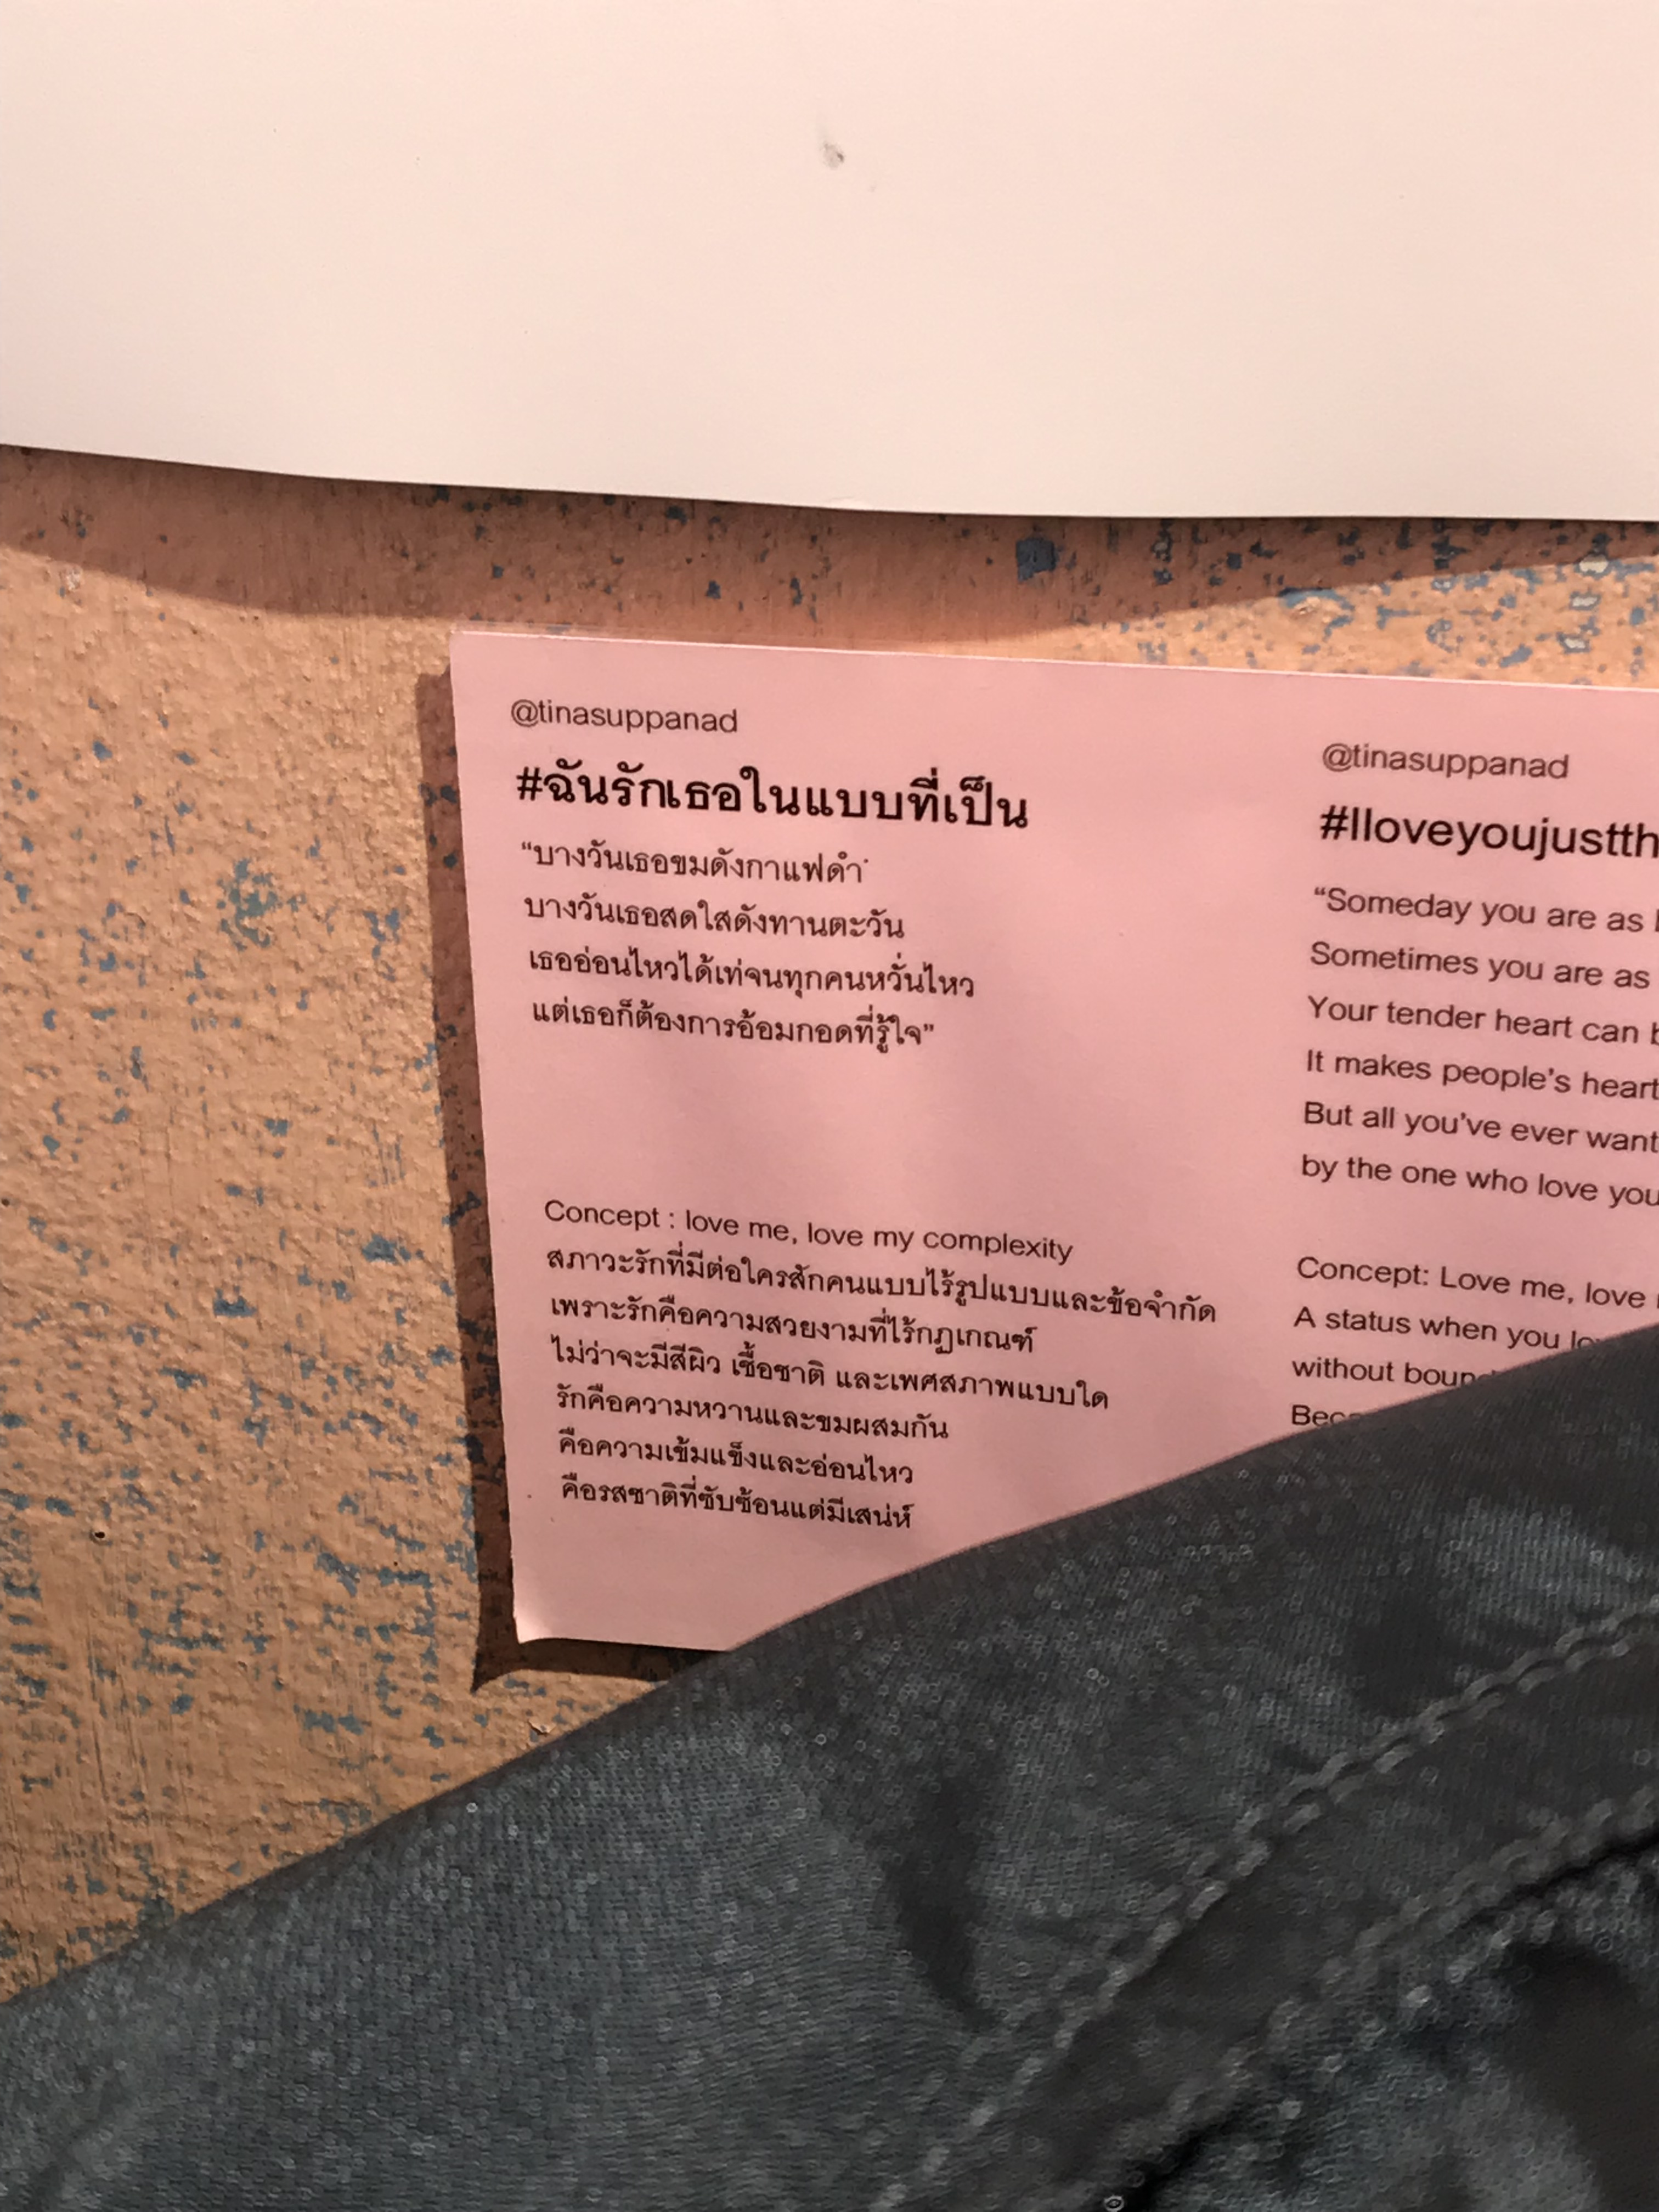 @tinasuppanad
#ฉันรักเธอในแบบที่เป็น
“บางวันเธอขมดังกาแฟดำ
บางวันเธอสดใสดังทานตะวัน
เธออ่อนไหวได้เท่จนทุกคนหวั่นไหว
แต่เธอก็ต้องการอ้อมกอดที่รู้ใจ”
Concept : love me, love my complexity
สภาวะรักที่มีต่อใครสักคนแบบไร้รูปแบบและข้อจำกัด
เพราะรักคือความสวยงามที่ไร้กฎเกณฑ์
ไม่ว่าจะมีสีผิว เชื้อชาติ และเพศสภาพแบบใด
รักคือความหวานและขมผสมกัน
คือความเข้มแข็งและอ่อนไหว
คือรสชาติที่ซับซ้อนแต่มีเสน่ห์
@tinasuppanad
#Iloveyoujustth
“Someday you are as
Sometimes you are as
Your tender heart can
It makes people's heart
But all you've ever want
by the one who love you
Concept: Love me, love
A status when you
without